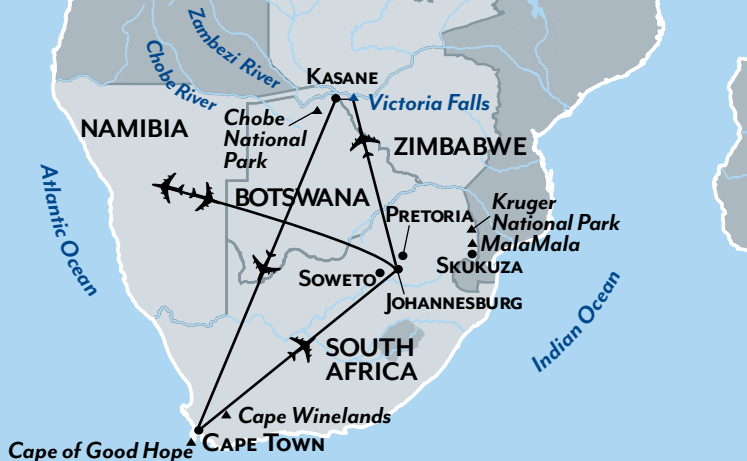 Zambezi River
Chobe River
KASANE
Victoria Falls
Chobe
National
Park
NAMIBIA
ZIMBABWE
BOTSWANA
Atlantic Ocean
PRETORIA
Kruger
National Park
MalaMala
SKUKUZA
SOWETO
JOHANNESBURG
Indian Ocean
SOUTH
AFRICA
Cape Winelands
Cape of Good Hope
CAPE TOWN